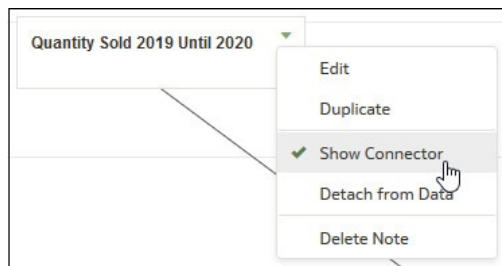 Quantity Sold 2019 Until 2020
Edit
Duplicate
Show Connector
Detach from Data
Delete Note